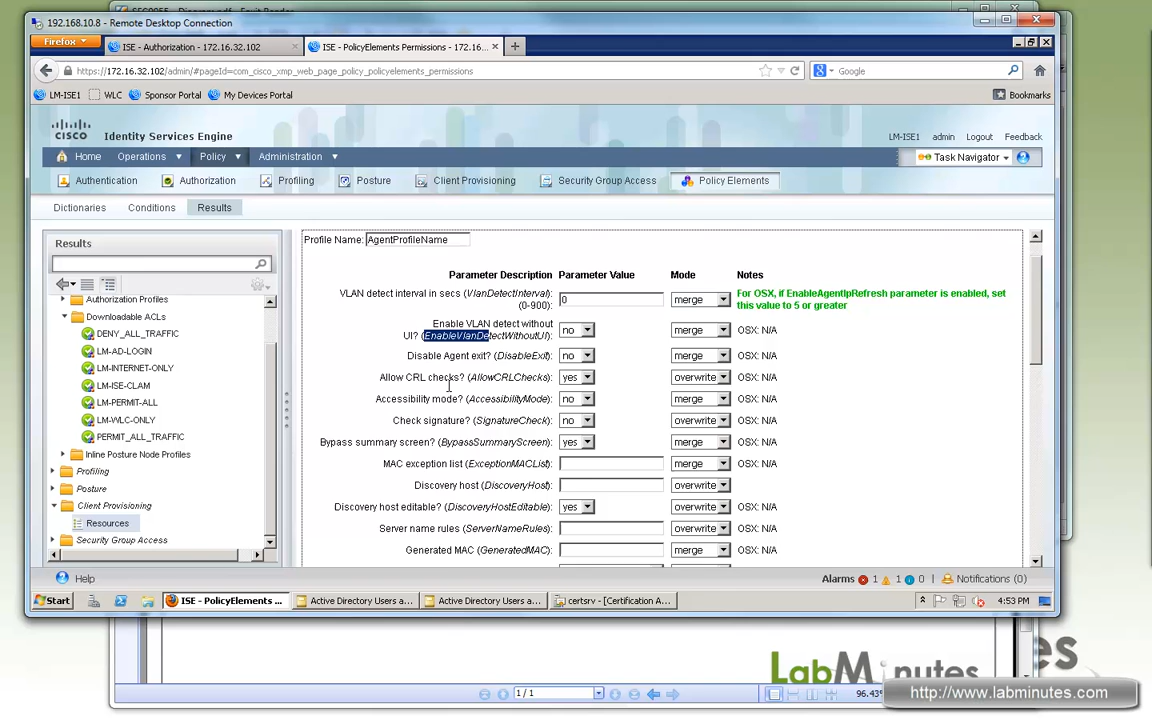 192.168.10.8 - Remote Desktop Connection
Firefox
ISE - Authorization - 172.16.32.102
ISE - PolicyElements Permissions - 172.16...
https://172.16.32.102/admin/#pageId=com_cisco_xmp_web_page_policy_policyelements_permissions
Google
LM-ISE1 WLC Sponsor Portal My Devices Portal
Bookmarks
CISCO Identity Services Engine
LM-ISE1 admin Logout Feedback
Home Operations Policy Administration
Task Navigator
Authentication Authorization Profiling Posture Client Provisioning Security Group Access Policy Elements
Dictionaries Conditions Results
Results
Authorization Profiles
Downloadable ACLs
DENY_ALL_TRAFFIC
LM-AD-LOGIN
LM-INTERNET-ONLY
LM-ISE-CLAM
LM-PERMIT-ALL
LM-WLC-ONLY
PERMIT_ALL_TRAFFIC
Inline Posture Node Profiles
Profiling
Posture
Client Provisioning
Resources
Security Group Access
Profile Name: AgentProfileName
Parameter Description Parameter Value Mode Notes
VLAN detect interval in secs (VlanDetectInterval): (0-900) 0 merge For OSX, if EnableAgentIpRefresh parameter is enabled, set this value to 5 or greater
Enable VLAN detect without UI? (EnableVlanDetectWithoutUI): no merge OSX: N/A
Disable Agent exit? (DisableExit): no merge OSX: N/A
Allow CRL checks? (AllowCRLChecks): yes overwrite OSX: N/A
Accessibility mode? (AccessibilityMode): no merge OSX: N/A
Check signature? (SignatureCheck): no overwrite OSX: N/A
Bypass summary screen? (BypassSummaryScreen): yes merge OSX: N/A
MAC exception list (ExceptionMACList): merge OSX: N/A
Discovery host (DiscoveryHost): overwrite
Discovery host editable? (DiscoveryHostEditable): yes overwrite OSX: N/A
Server name rules (ServerNameRules): overwrite
Generated MAC (GeneratedMAC): merge OSX: N/A
Help
Alarms 1 1 0 Notifications (0)
Start
ISE - PolicyElements ...
Active Directory Users a...
Active Directory Users a...
certsrv - [Certification A...
4:53 PM
LabMinutes
es
1 / 1
96.43
http://www.labminutes.com